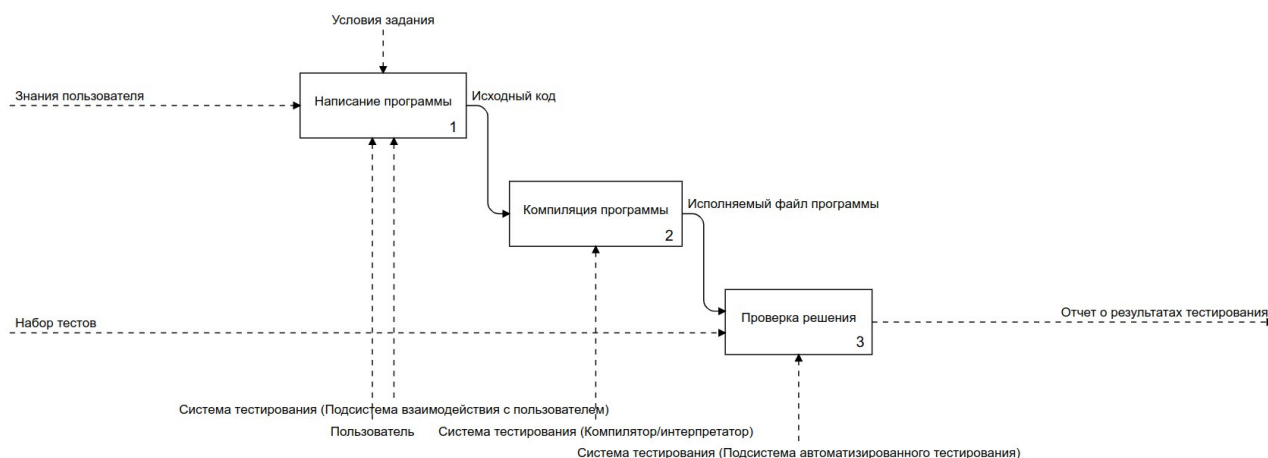 Условия задания
Знания пользователя
Написание программы
1
Исходный код
Компиляция программы
2
Исполняемый файл программы
Набор тестов
Проверка решения
3
Отчет о результатах тестирования
Система тестирования (Подсистема взаимодействия с пользователем)
Пользователь
Система тестирования (Компилятор/интерпретатор)
Система тестирования (Подсистема автоматизированного тестирования)